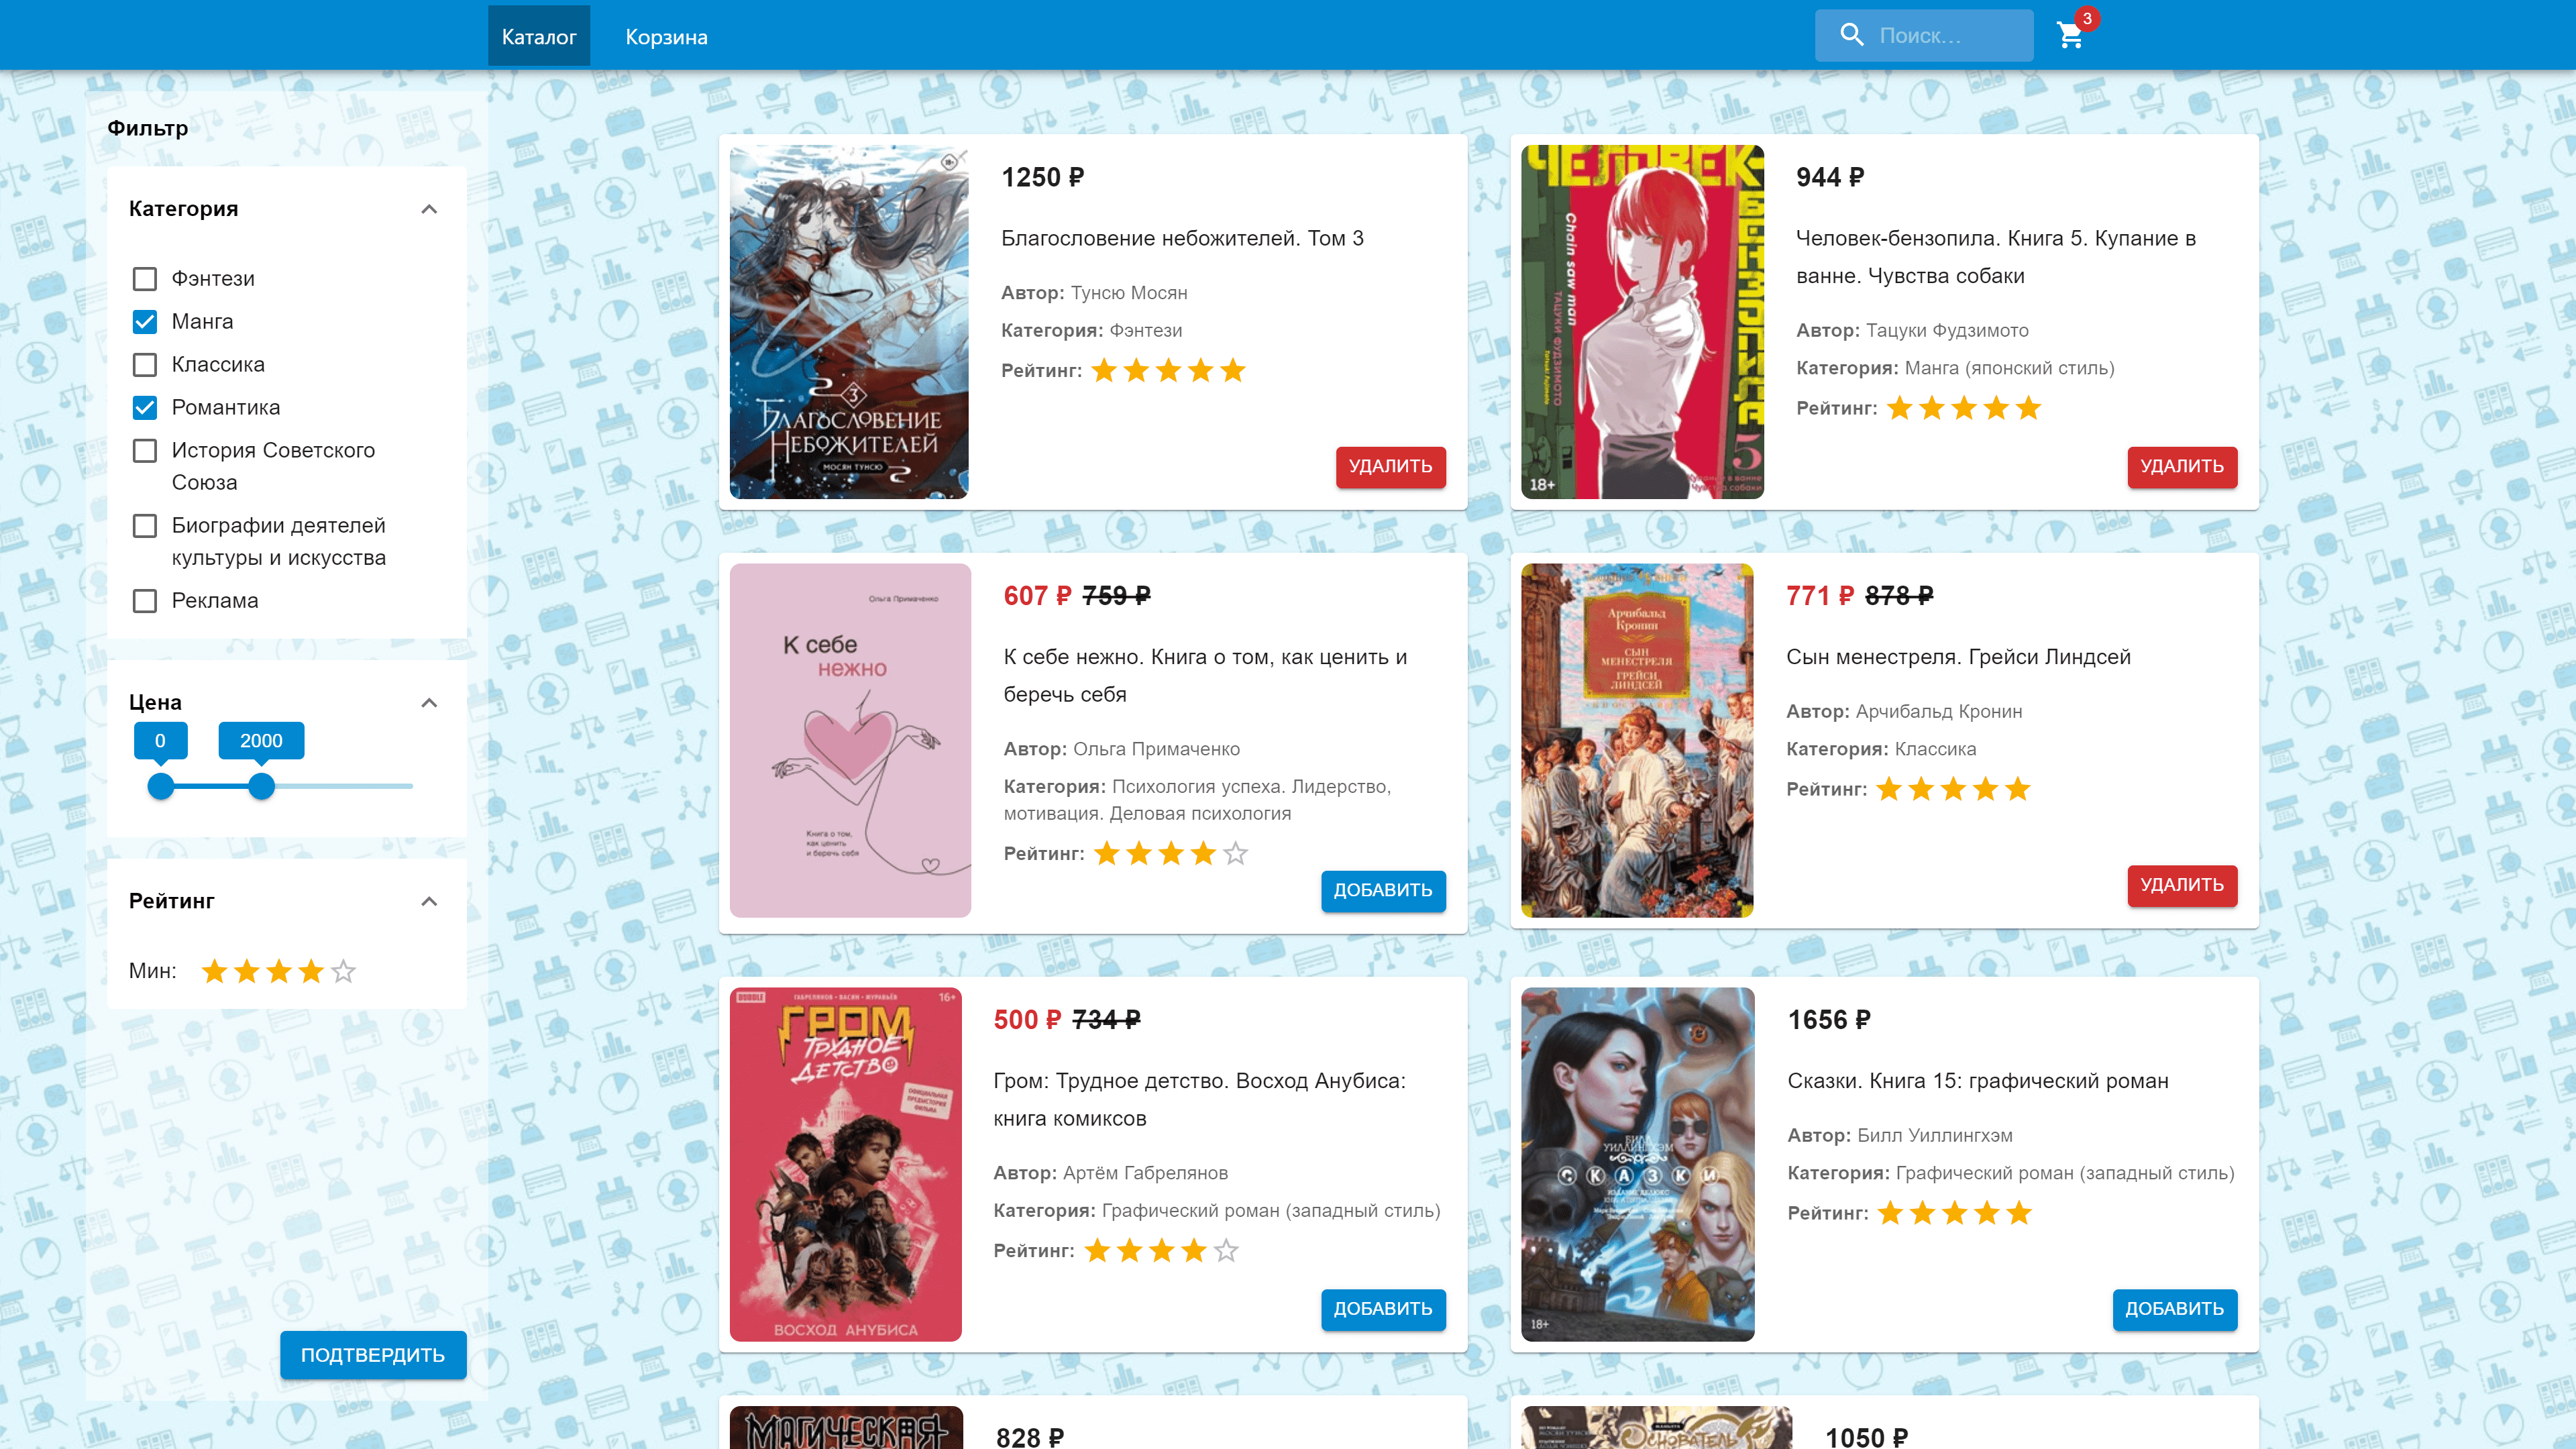 Каталог
Корзина
Поиск...
3
Фильтр
Категория
Фэнтези
Манга
Классика
Романтика
История Советского
Союза
Биографии деятелей
культуры и искусства
Реклама
Цена
0
2000
Рейтинг
Мин:
ПОДТВЕРДИТЬ
3
БЛАГОСЛОВЕНИЕ
НЕБОЖИТЕЛЕЙ
МОСЯН ТУНСЮ
1250 ₽
Благословение небожителей. Том 3
Автор: Тунсю Мосян
Категория: Фэнтези
Рейтинг:
УДАЛИТЬ
ЧЕЛОВЕК
БЕНЗОПИЛА
Chain saw man
ТАЦУКИ ФУДЗИМОТО
5
18+
944 ₽
Человек-бензопила. Книга 5. Купание в
ванне. Чувства собаки
Автор: Тацуки Фудзимото
Категория: Манга (японский стиль)
Рейтинг:
УДАЛИТЬ
Ольга Примаченко
К себе
нежно
Книга о том,
как ценить
и беречь себя
607 ₽ 759 ₽
К себе нежно. Книга о том, как ценить и
беречь себя
Автор: Ольга Примаченко
Категория: Психология успеха. Лидерство,
мотивация. Деловая психология
Рейтинг:
ДОБАВИТЬ
Арчибальд
Кронин
СЫН
МЕНЕСТРЕЛЯ
ГРЕЙСИ
ЛИНДСЕЙ
771 ₽ 878 ₽
Сын менестреля. Грейси Линдсей
Автор: Арчибальд Кронин
Категория: Классика
Рейтинг:
УДАЛИТЬ
BUBBLE
ГАБРЕЛЯНОВ • ВАСИН • МУРАВЬЁВ
16+
ГРОМ
ТРУДНОЕ
ДЕТСТВО
ОФИЦИАЛЬНАЯ
ПРЕДЫСТОРИЯ
ФИЛЬМА
ВОСХОД АНУБИСА
500 ₽ 734 ₽
Гром: Трудное детство. Восход Анубиса:
книга комиксов
Автор: Артём Габрелянов
Категория: Графический роман (западный стиль)
Рейтинг:
ДОБАВИТЬ
БИЛЛ
УИЛЛИНГХЭМ
СКАЗКИ
18+
1656 ₽
Сказки. Книга 15: графический роман
Автор: Билл Уиллингхэм
Категория: Графический роман (западный стиль)
Рейтинг:
ДОБАВИТЬ
МАГИЧЕСКАЯ
828 ₽
ОСНОВАТЕЛЬ
1050 ₽